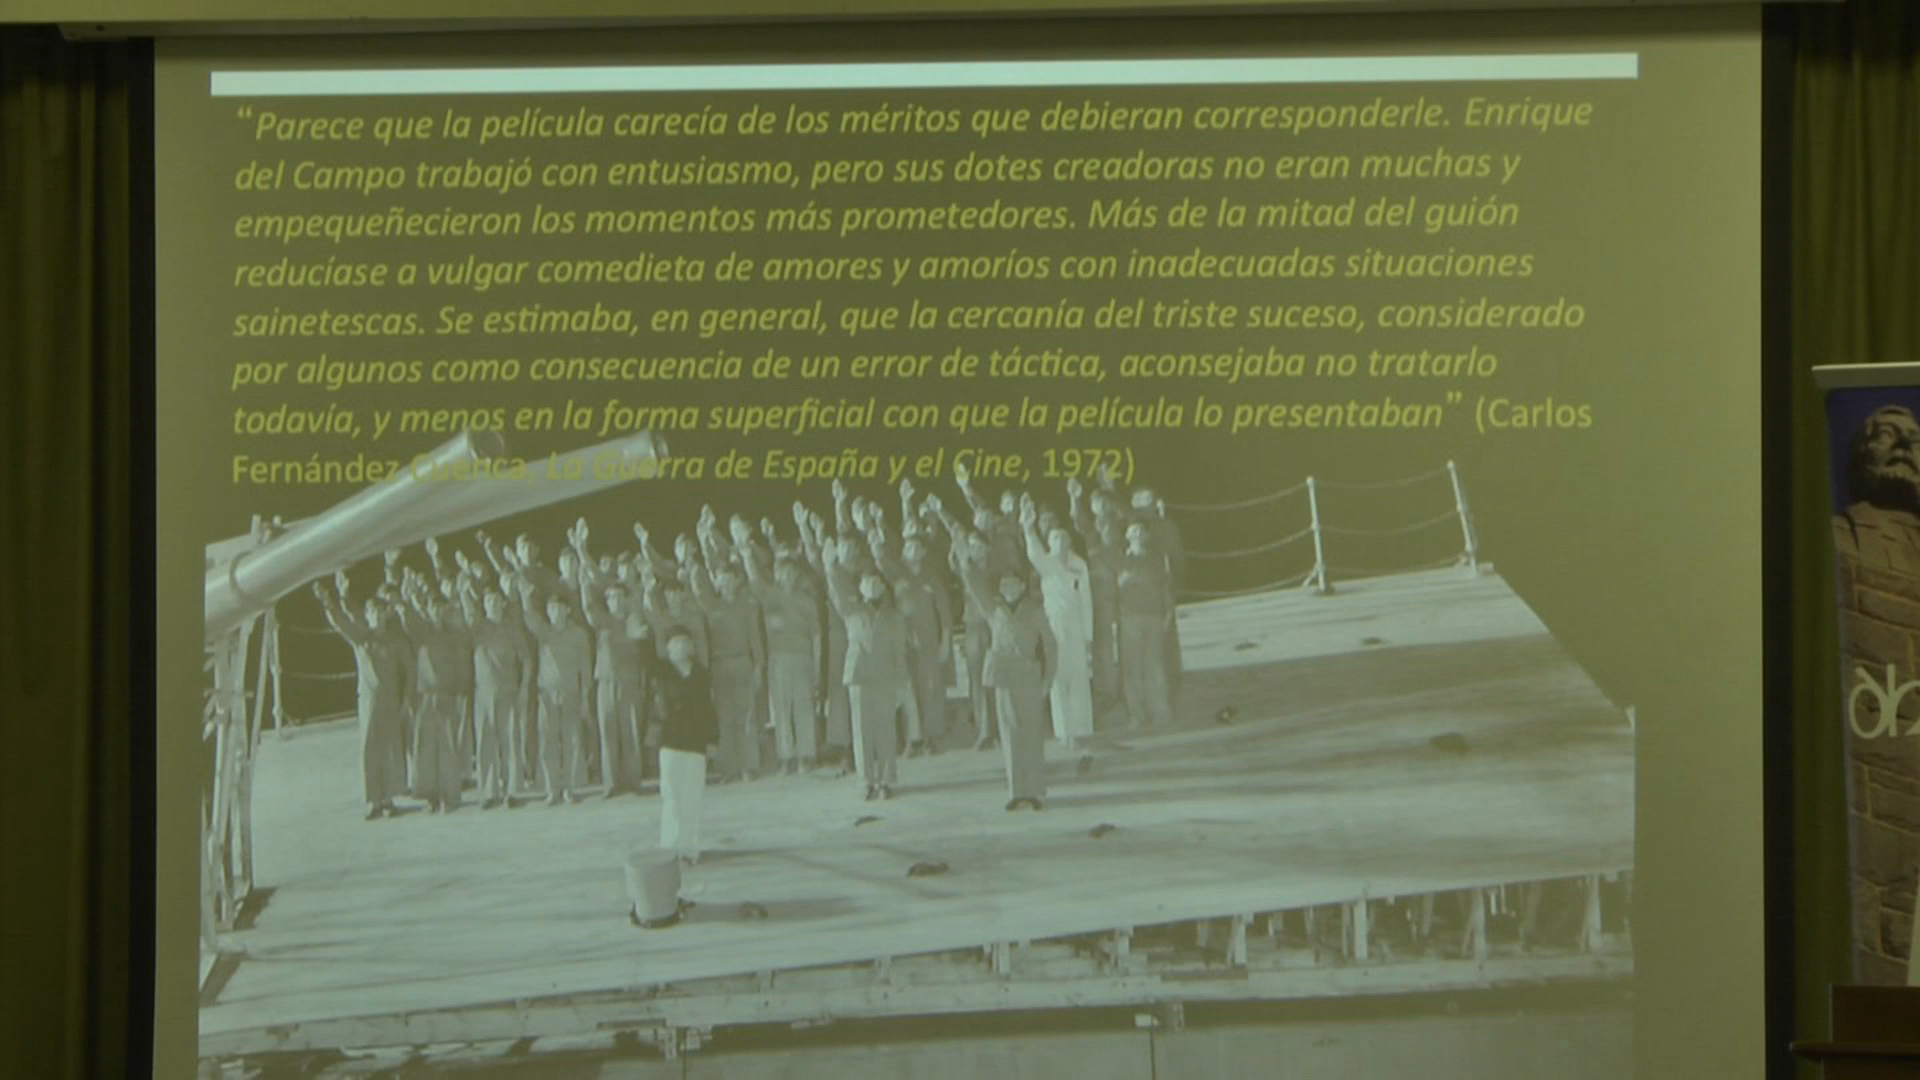 “Parece que la película carecía de los méritos que debieran corresponderle. Enrique
del Campo trabajó con entusiasmo, pero sus dotes creadoras no eran muchas y
empequeñecieron los momentos más prometedores. Más de la mitad del guión
reducíase a vulgar comedieta de amores y amoríos con inadecuadas situaciones
sainetescas. Se estimaba, en general, que la cercanía del triste suceso, considerado
por algunos como consecuencia de un error de táctica, aconsejaba no tratarlo
todavía, y menos en la forma superficial con que la película lo presentaban” (Carlos
Fernández Cuenca, La Guerra de España y el Cine, 1972)